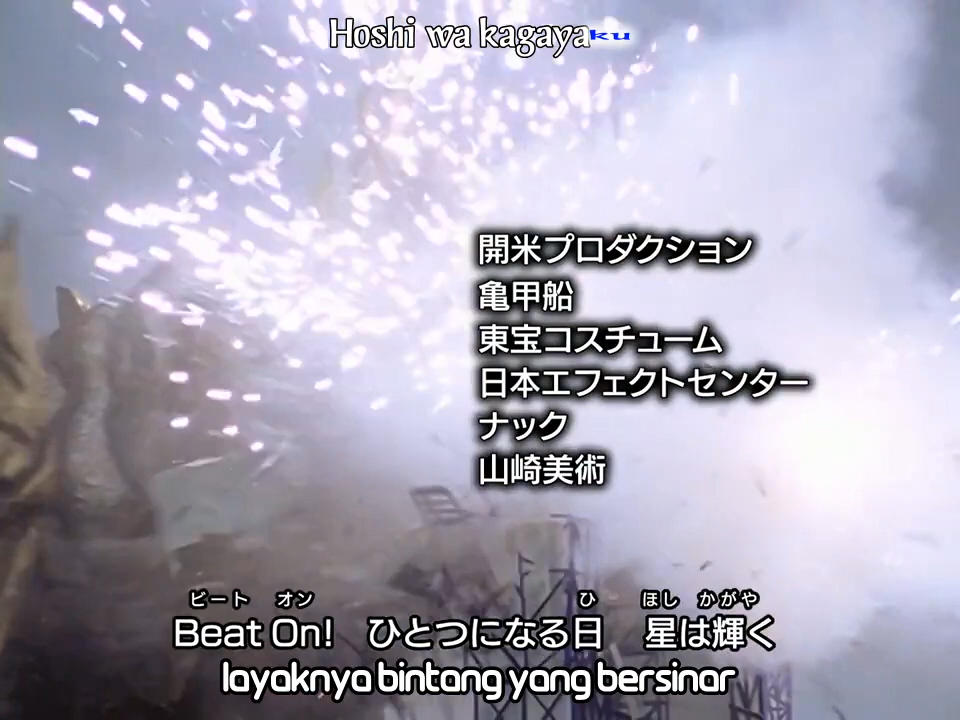 Hoshi wa kagayaku
開米プロダクション
亀甲船
東宝コスチューム
日本エフェクトセンター
ナック
山崎美術
ビート オン ひ ほし かがや
Beat On! ひとつになる日 星は輝く
layaknya bintang yang bersinar